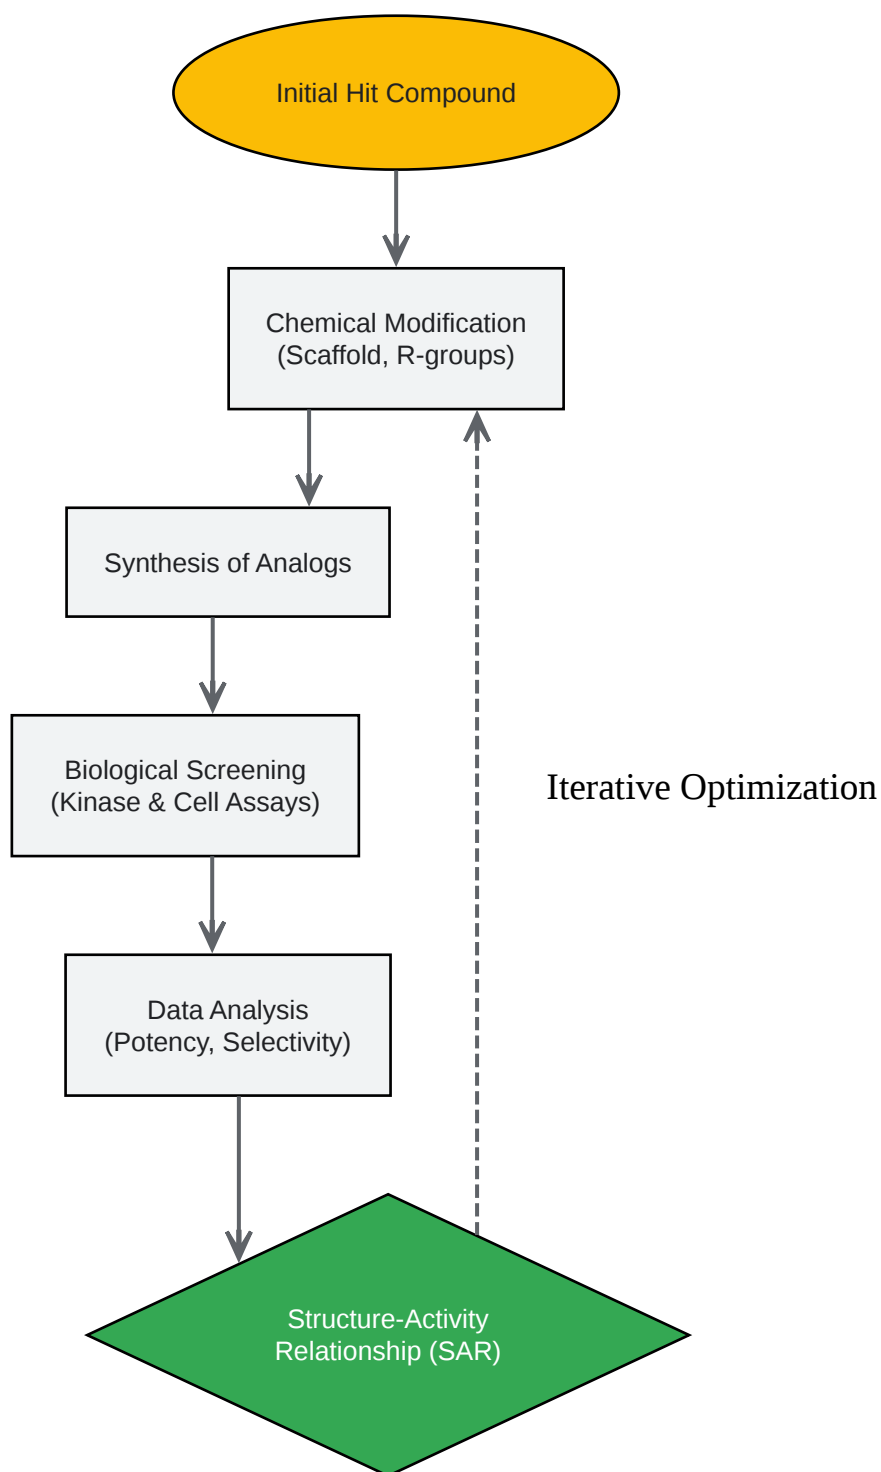 Initial Hit Compound
Chemical Modification
(Scaffold, R-groups)
Synthesis of Analogs
Biological Screening
(Kinase & Cell Assays)
Iterative Optimization
Data Analysis
(Potency, Selectivity)
Structure-Activity
Relationship (SAR)